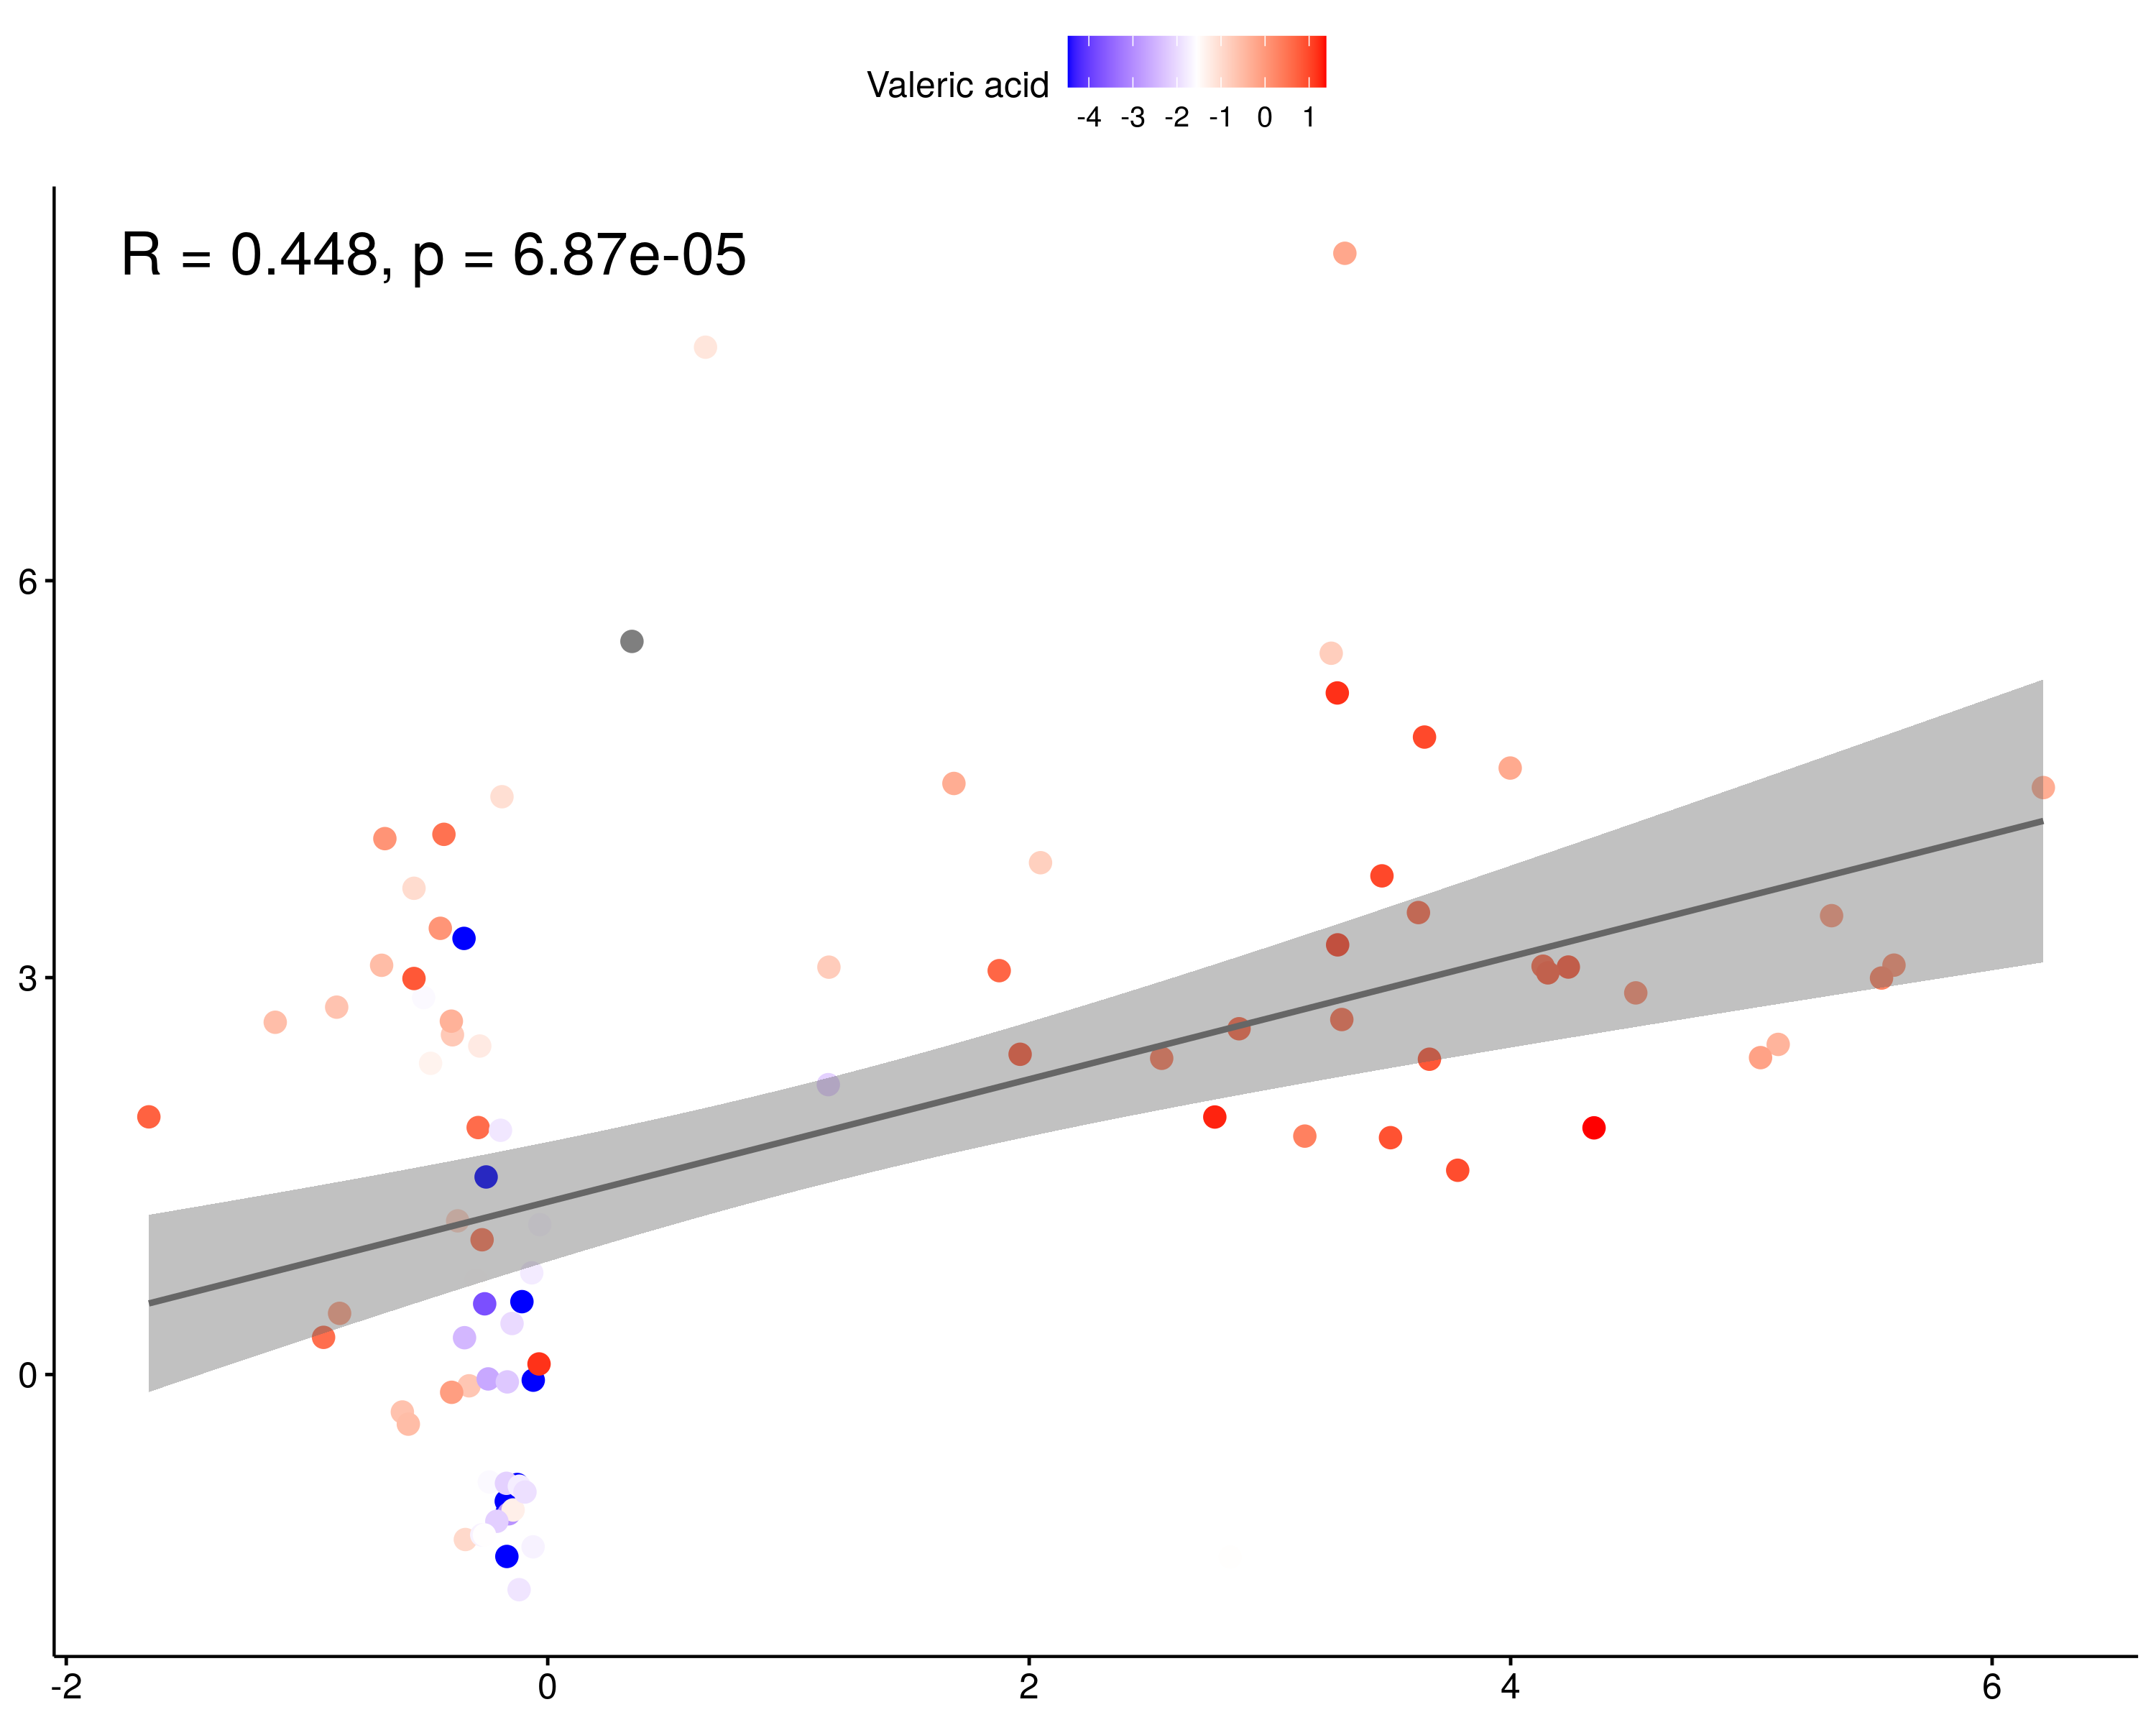 Valeric acid
-4 -3 -2 -1 0 1
R = 0.448, p = 6.87e-05
6
3
0
-2 0 2 4 6